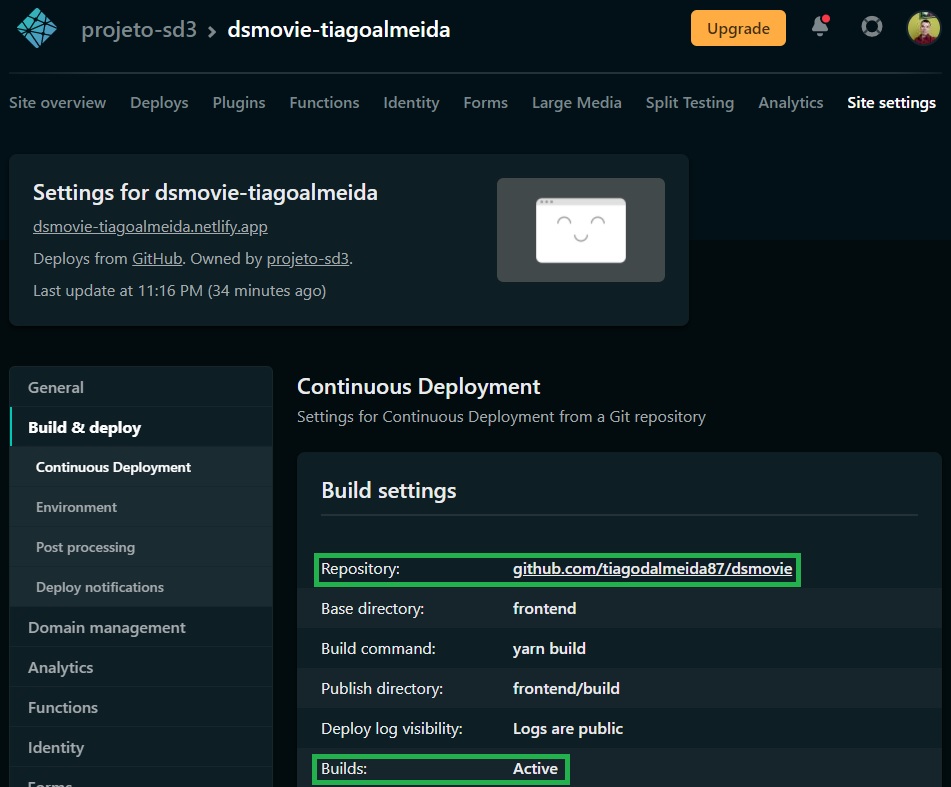 projeto-sd3 > dsmovie-tiagoalmeida
Upgrade
Site overview Deploys Plugins Functions Identity Forms Large Media Split Testing Analytics Site settings
Settings for dsmovie-tiagoalmeida
dsmovie-tiagoalmeida.netlify.app
Deploys from GitHub. Owned by projeto-sd3.
Last update at 11:16 PM (34 minutes ago)
General
Build & deploy
Continuous Deployment
Environment
Post processing
Deploy notifications
Domain management
Analytics
Functions
Identity
Forms
Continuous Deployment
Settings for Continuous Deployment from a Git repository
Build settings
Repository: github.com/tiagodalmeida87/dsmovie
Base directory: frontend
Build command: yarn build
Publish directory: frontend/build
Deploy log visibility: Logs are public
Builds: Active